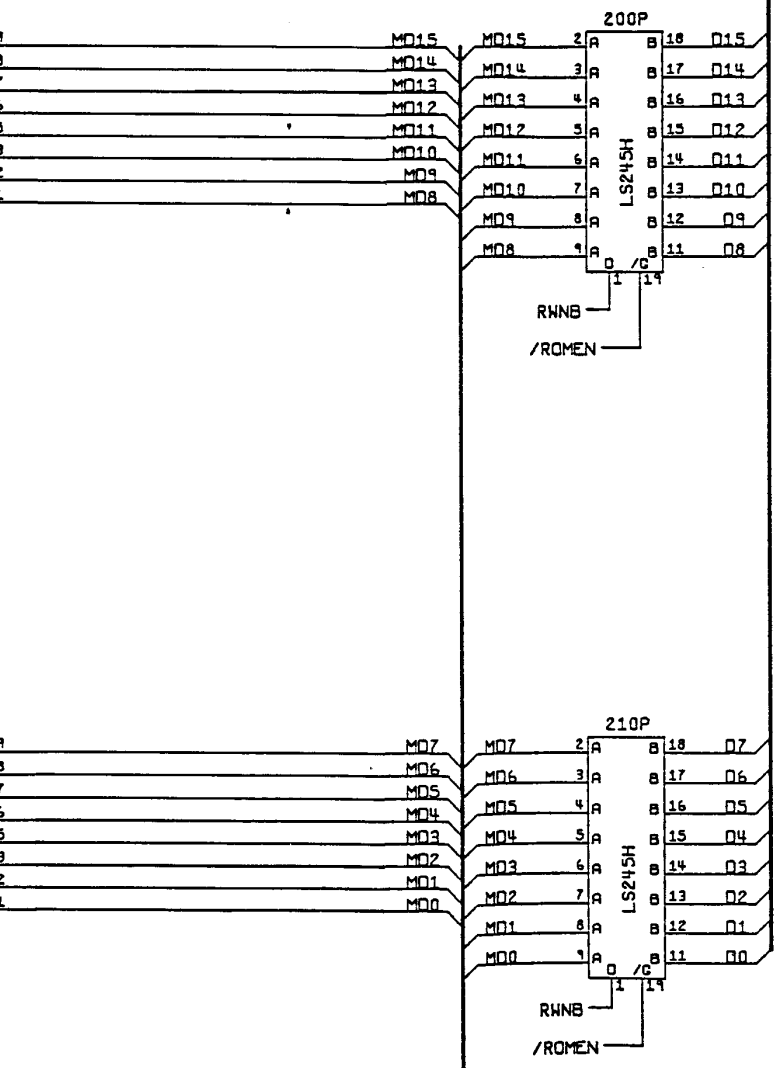 200P
MD15 MD15 2 A B 18 D15
MD14 MD14 3 A B 17 D14
MD13 MD13 4 A B 16 D13
MD12 MD12 5 A B 15 D12
MD11 MD11 6 A B 14 D11
MD10 MD10 7 A B 13 D10
MD9 MD9 8 A B 12 D9
MD8 MD8 9 A B 11 D8
LS245H
D /G
1 19
RWNB
/ROMEN
210P
MD7 MD7 2 A B 18 D7
MD6 MD6 3 A B 17 D6
MD5 MD5 4 A B 16 D5
MD4 MD4 5 A B 15 D4
MD3 MD3 6 A B 14 D3
MD2 MD2 7 A B 13 D2
MD1 MD1 8 A B 12 D1
MD0 MD0 9 A B 11 D0
LS245H
D /G
1 19
RWNB
/ROMEN